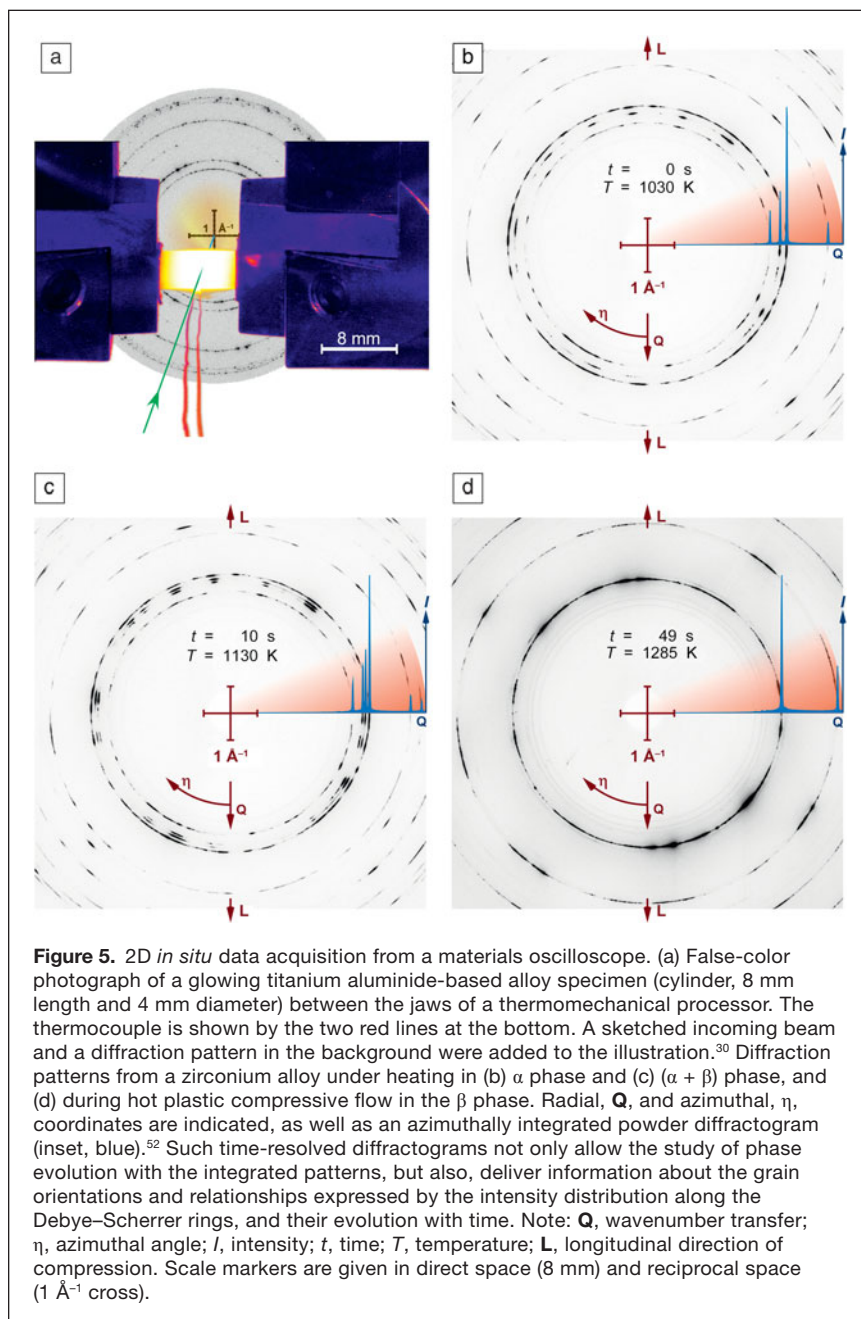 a
1 Å⁻¹
8 mm
b
L
I
t = 0 s
T = 1030 K
Q
1 Å⁻¹
η
Q
L
c
L
I
t = 10 s
T = 1130 K
Q
1 Å⁻¹
η
Q
L
d
L
I
t = 49 s
T = 1285 K
Q
1 Å⁻¹
η
Q
L
Figure 5. 2D in situ data acquisition from a materials oscilloscope. (a) False-color
photograph of a glowing titanium aluminide-based alloy specimen (cylinder, 8 mm
length and 4 mm diameter) between the jaws of a thermomechanical processor. The
thermocouple is shown by the two red lines at the bottom. A sketched incoming beam
and a diffraction pattern in the background were added to the illustration.³⁰ Diffraction
patterns from a zirconium alloy under heating in (b) α phase and (c) (α + β) phase, and
(d) during hot plastic compressive flow in the β phase. Radial, Q, and azimuthal, η,
coordinates are indicated, as well as an azimuthally integrated powder diffractogram
(inset, blue).⁵² Such time-resolved diffractograms not only allow the study of phase
evolution with the integrated patterns, but also, deliver information about the grain
orientations and relationships expressed by the intensity distribution along the
Debye–Scherrer rings, and their evolution with time. Note: Q, wavenumber transfer;
η, azimuthal angle; I, intensity; t, time; T, temperature; L, longitudinal direction of
compression. Scale markers are given in direct space (8 mm) and reciprocal space
(1 Å⁻¹ cross).